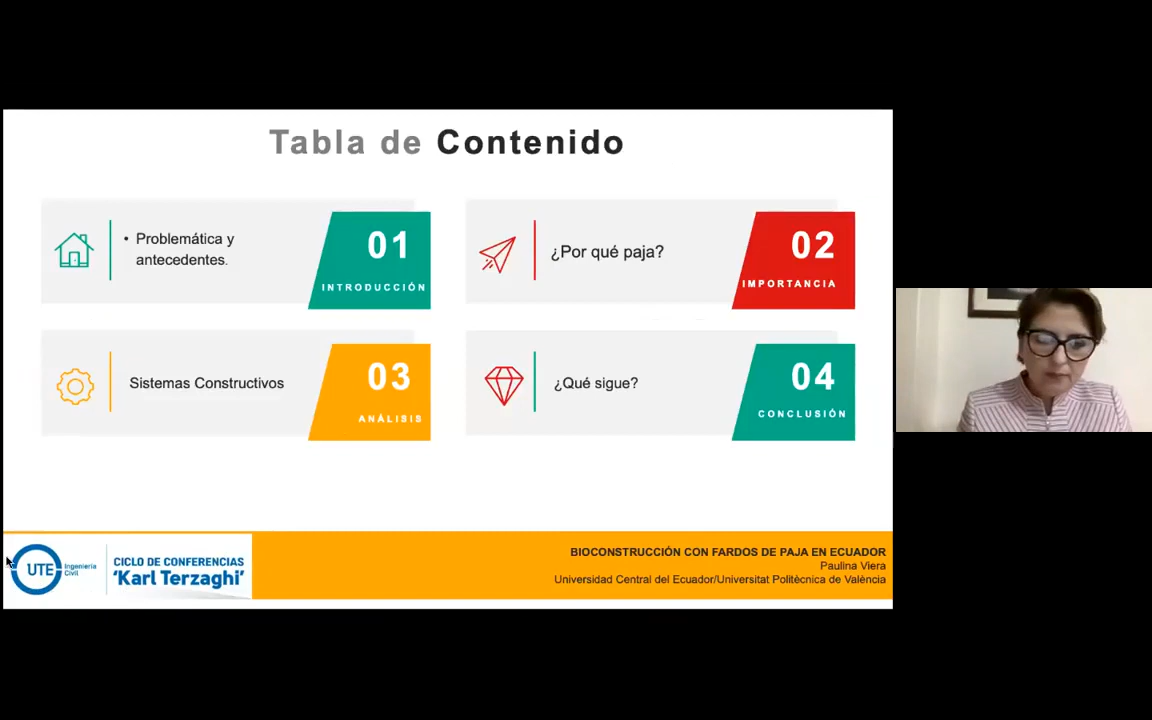 Tabla de Contenido
• Problemática y
antecedentes.
01
INTRODUCCIÓN
¿Por qué paja?
02
IMPORTANCIA
Sistemas Constructivos
03
ANÁLISIS
¿Qué sigue?
04
CONCLUSIÓN
UTE
Ingeniería
Civil
CICLO DE CONFERENCIAS
'Karl Terzaghi'
BIOCONSTRUCCIÓN CON FARDOS DE PAJA EN ECUADOR
Paulina Viera
Universidad Central del Ecuador/Universitat Politècnica de València